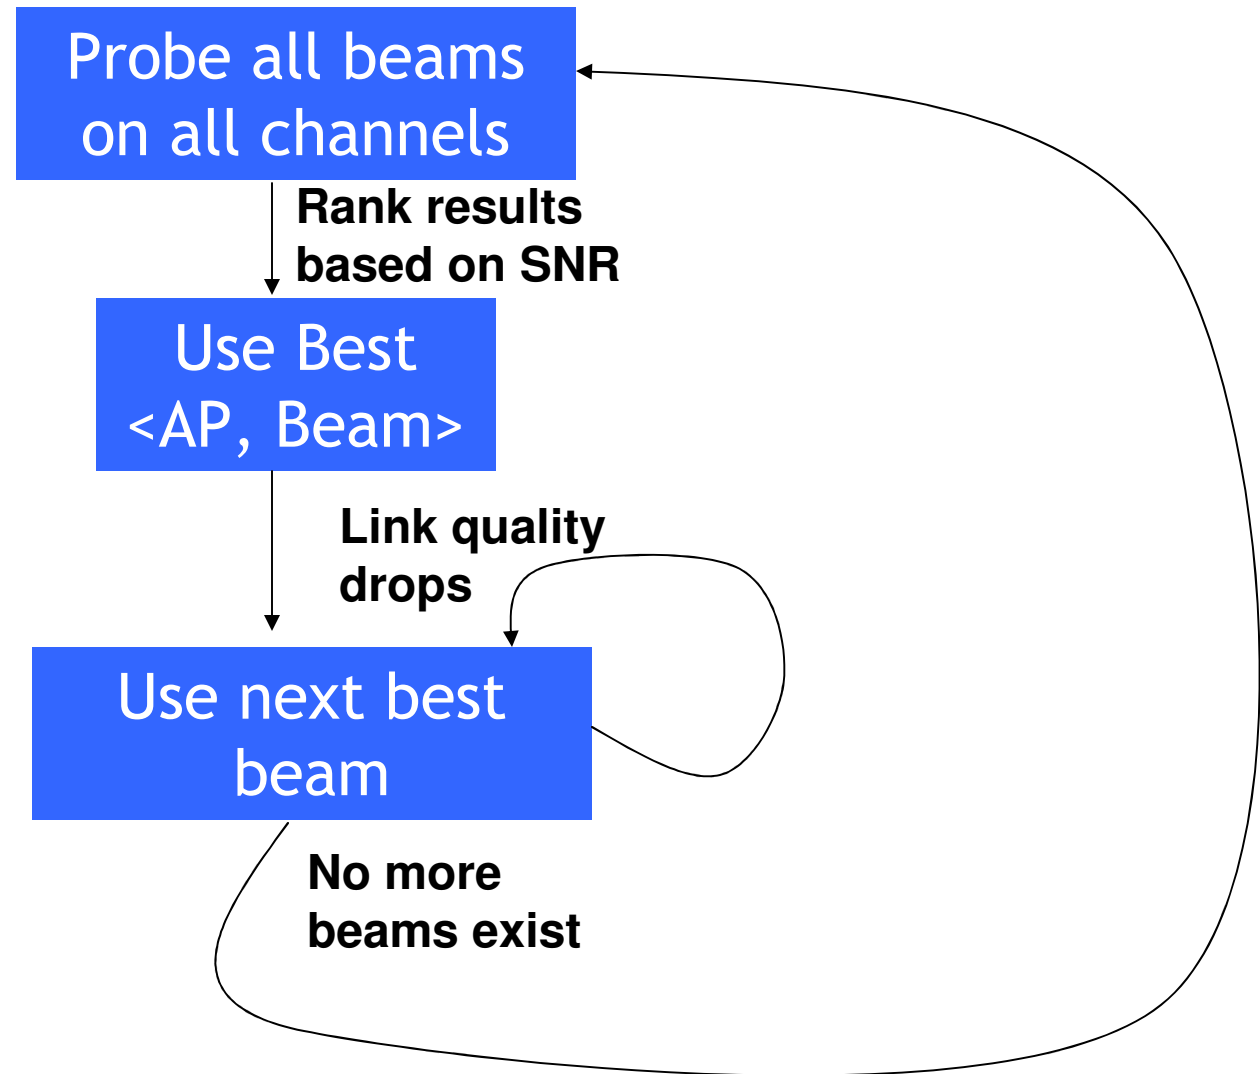 Probe all beams
on all channels
Rank results
based on SNR
Use Best
<AP, Beam>
Link quality
drops
Use next best
beam
No more
beams exist